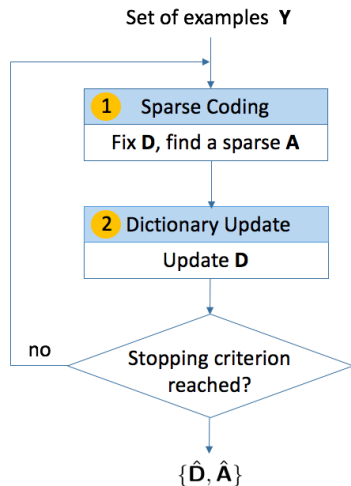 Set of examples Y
1 Sparse Coding
Fix D, find a sparse A
2 Dictionary Update
Update D
no
Stopping criterion
reached?
{D̂, Â}